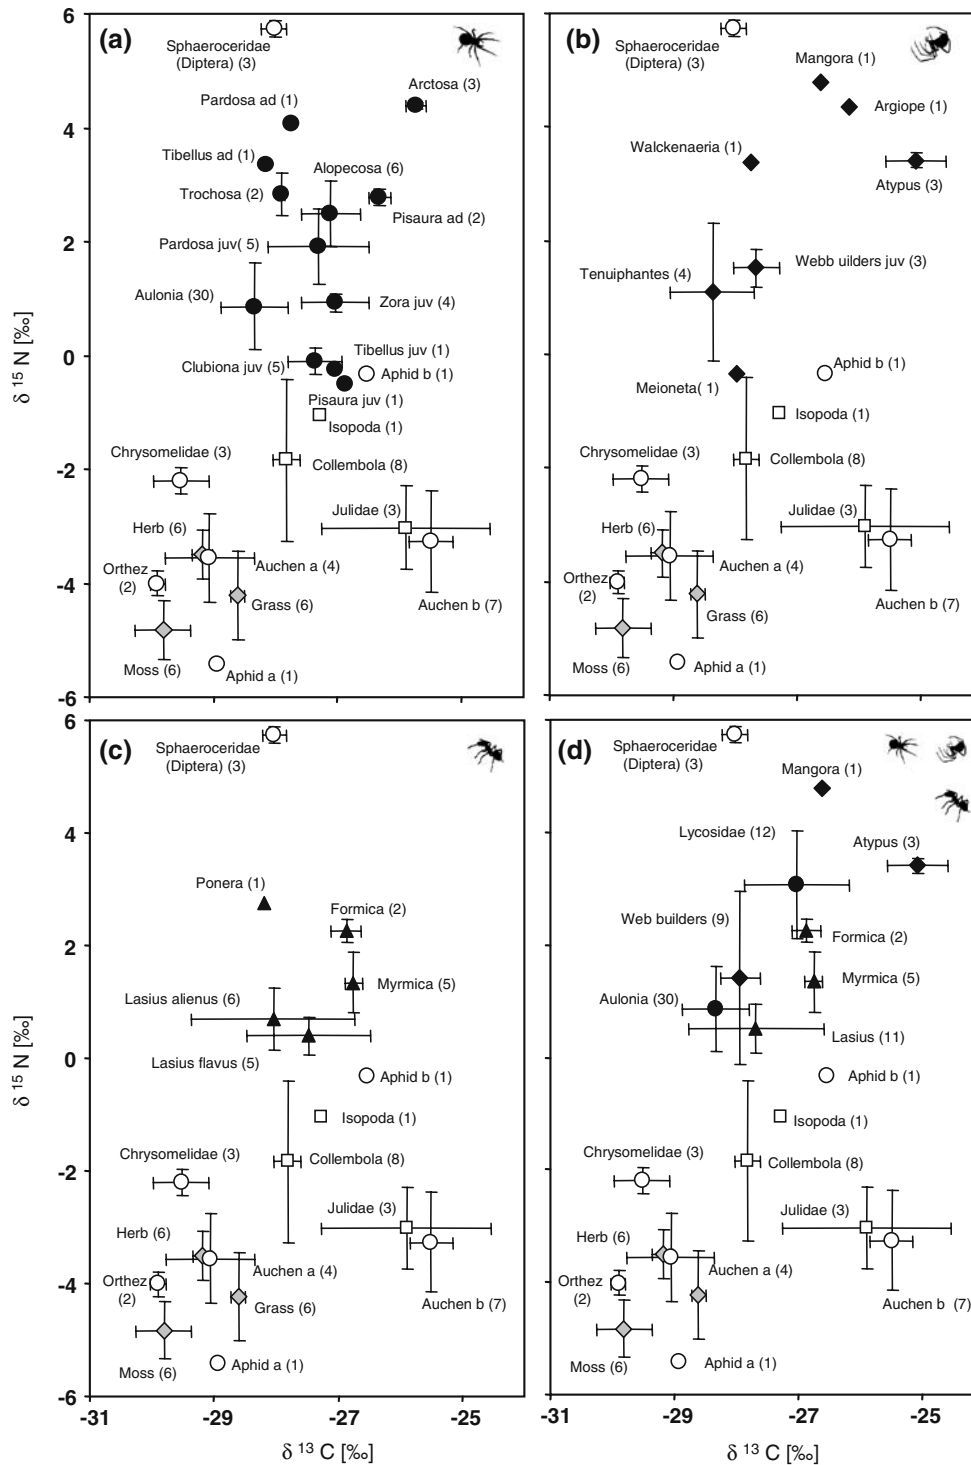 (a)
6
4
2
0
-2
-4
-6
δ 15 N [‰]
Sphaeroceridae
(Diptera) (3)
Arctosa (3)
Pardosa ad (1)
Tibellus ad (1)
Alopecosa (6)
Trochosa (2)
Pisaura ad (2)
Pardosa juv( 5)
Aulonia (30)
Zora juv (4)
Tibellus juv (1)
Clubiona juv (5)
Aphid b (1)
Pisaura juv (1)
Isopoda (1)
Chrysomelidae (3)
Collembola (8)
Julidae (3)
Herb (6)
Auchen a (4)
Orthez
(2)
Grass (6)
Auchen b (7)
Moss (6)
Aphid a (1)
(b)
Sphaeroceridae
(Diptera) (3)
Mangora (1)
Argiope (1)
Walckenaeria (1)
Atypus (3)
Webb uilders juv (3)
Tenuiphantes (4)
Aphid b (1)
Meioneta( 1)
Isopoda (1)
Chrysomelidae (3)
Collembola (8)
Julidae (3)
Herb (6)
Auchen a (4)
Orthez
(2)
Grass (6)
Auchen b (7)
Moss (6)
Aphid a (1)
(c)
6
4
2
0
-2
-4
-6
δ 15 N [‰]
Sphaeroceridae
(Diptera) (3)
Ponera (1)
Formica (2)
Myrmica (5)
Lasius alienus (6)
Lasius flavus (5)
Aphid b (1)
Isopoda (1)
Chrysomelidae (3)
Collembola (8)
Julidae (3)
Herb (6)
Auchen a (4)
Orthez
(2)
Grass (6)
Auchen b (7)
Moss (6)
Aphid a (1)
-31
-29
-27
-25
δ 13 C [‰]
(d)
Sphaeroceridae
(Diptera) (3)
Mangora (1)
Lycosidae (12)
Atypus (3)
Web builders (9)
Formica (2)
Myrmica (5)
Aulonia (30)
Lasius (11)
Aphid b (1)
Isopoda (1)
Chrysomelidae (3)
Collembola (8)
Julidae (3)
Herb (6)
Auchen a (4)
Orthez
(2)
Grass (6)
Auchen b (7)
Moss (6)
Aphid a (1)
-31
-29
-27
-25
δ 13 C [‰]